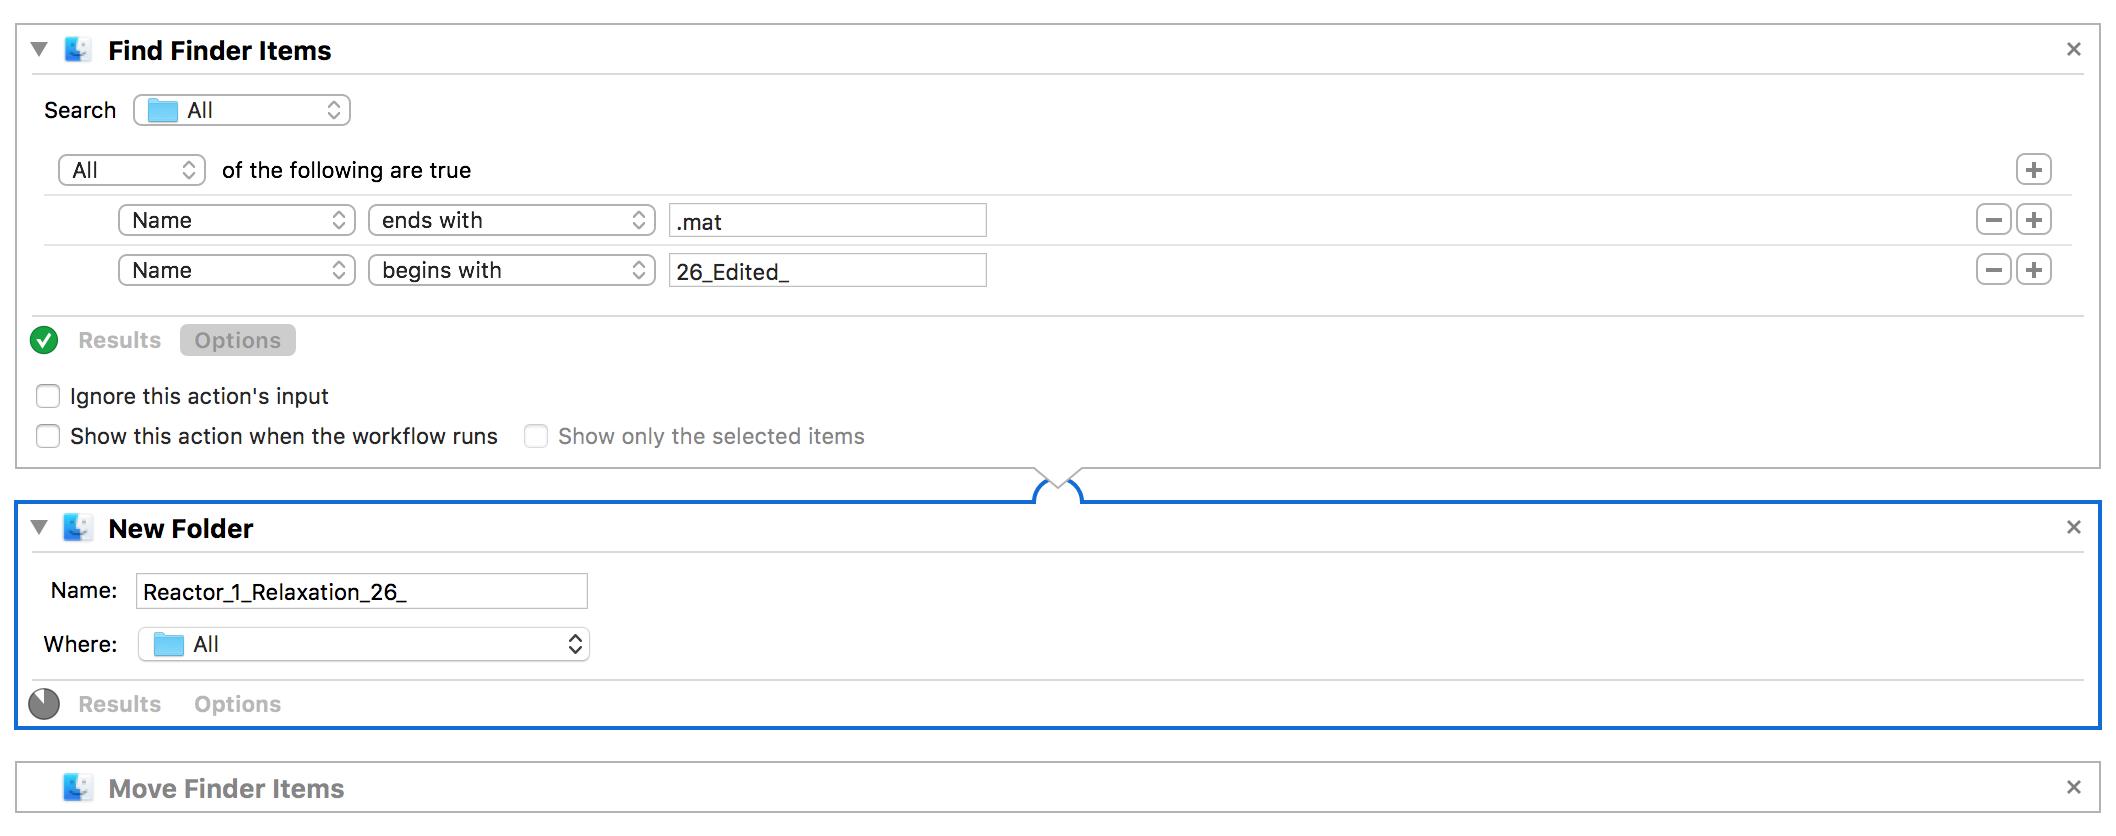 Find Finder Items
Search All
All of the following are true
Name ends with .mat
Name begins with 26_Edited_
Results Options
Ignore this action's input
Show this action when the workflow runs Show only the selected items
New Folder
Name: Reactor_1_Relaxation_26_
Where: All
Results Options
Move Finder Items